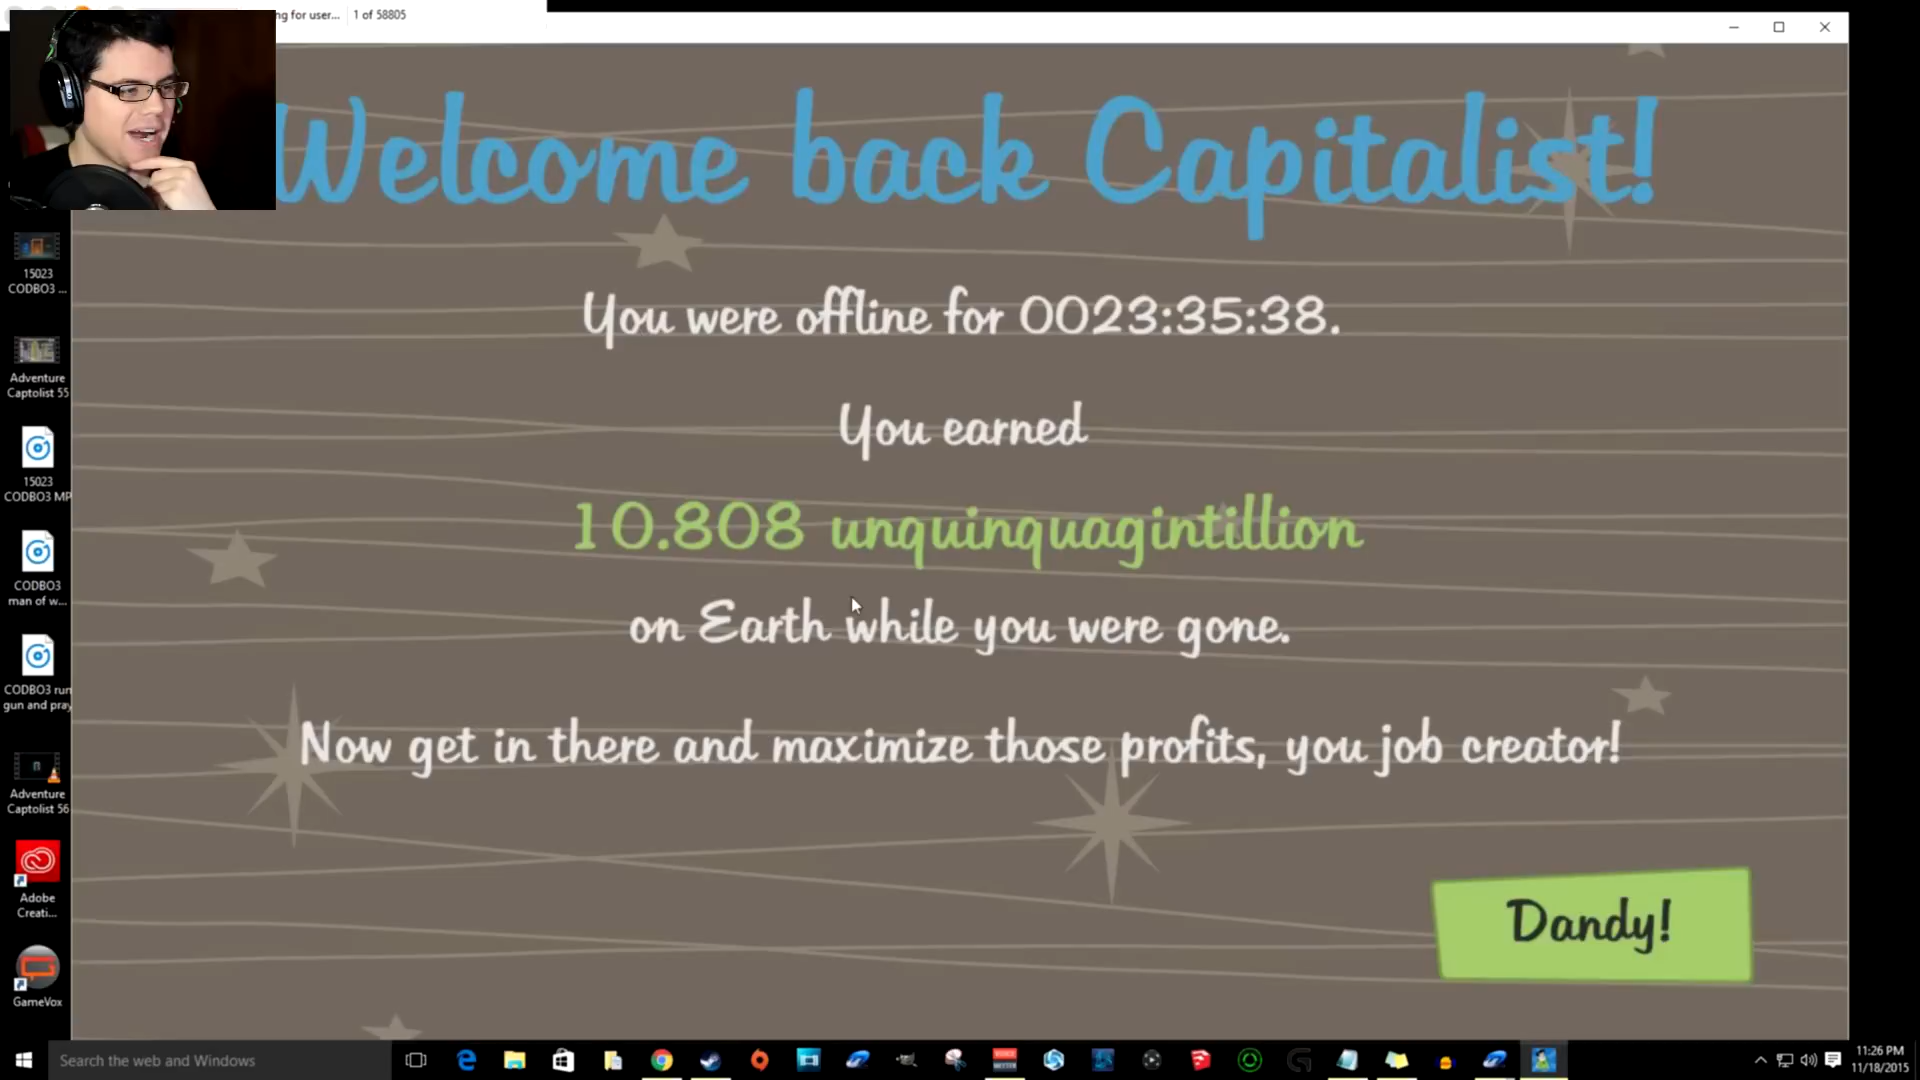 ng for user... 1 of 58805
Welcome back Capitalist!
You were offline for 0023:35:38.
You earned
10.808 unquinquagintillion
on Earth while you were gone.
Now get in there and maximize those profits, you job creator!
Dandy!
15023
CODBO3 ...
Adventure
Captolist 55
15023
CODBO3 MP
CODBO3
man of w...
CODBO3 run
gun and pray
Adventure
Captolist 56
Adobe
Creati...
GameVox
Search the web and Windows
11:26 PM
11/18/2015